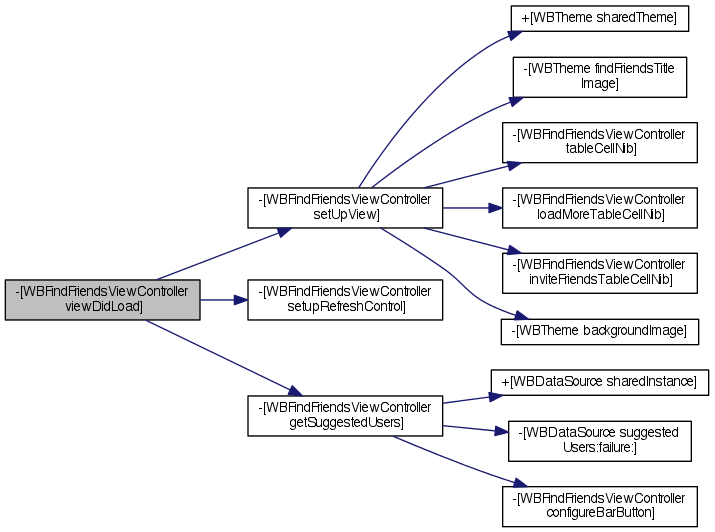 -[WBFindFriendsViewController
viewDidLoad]
-[WBFindFriendsViewController
setUpView]
-[WBFindFriendsViewController
setupRefreshControl]
-[WBFindFriendsViewController
getSuggestedUsers]
+[WBTheme sharedTheme]
-[WBTheme findFriendsTitle
Image]
-[WBFindFriendsViewController
tableCellNib]
-[WBFindFriendsViewController
loadMoreTableCellNib]
-[WBFindFriendsViewController
inviteFriendsTableCellNib]
-[WBTheme backgroundImage]
+[WBDataSource sharedInstance]
-[WBDataSource suggested
Users:failure:]
-[WBFindFriendsViewController
configureBarButton]